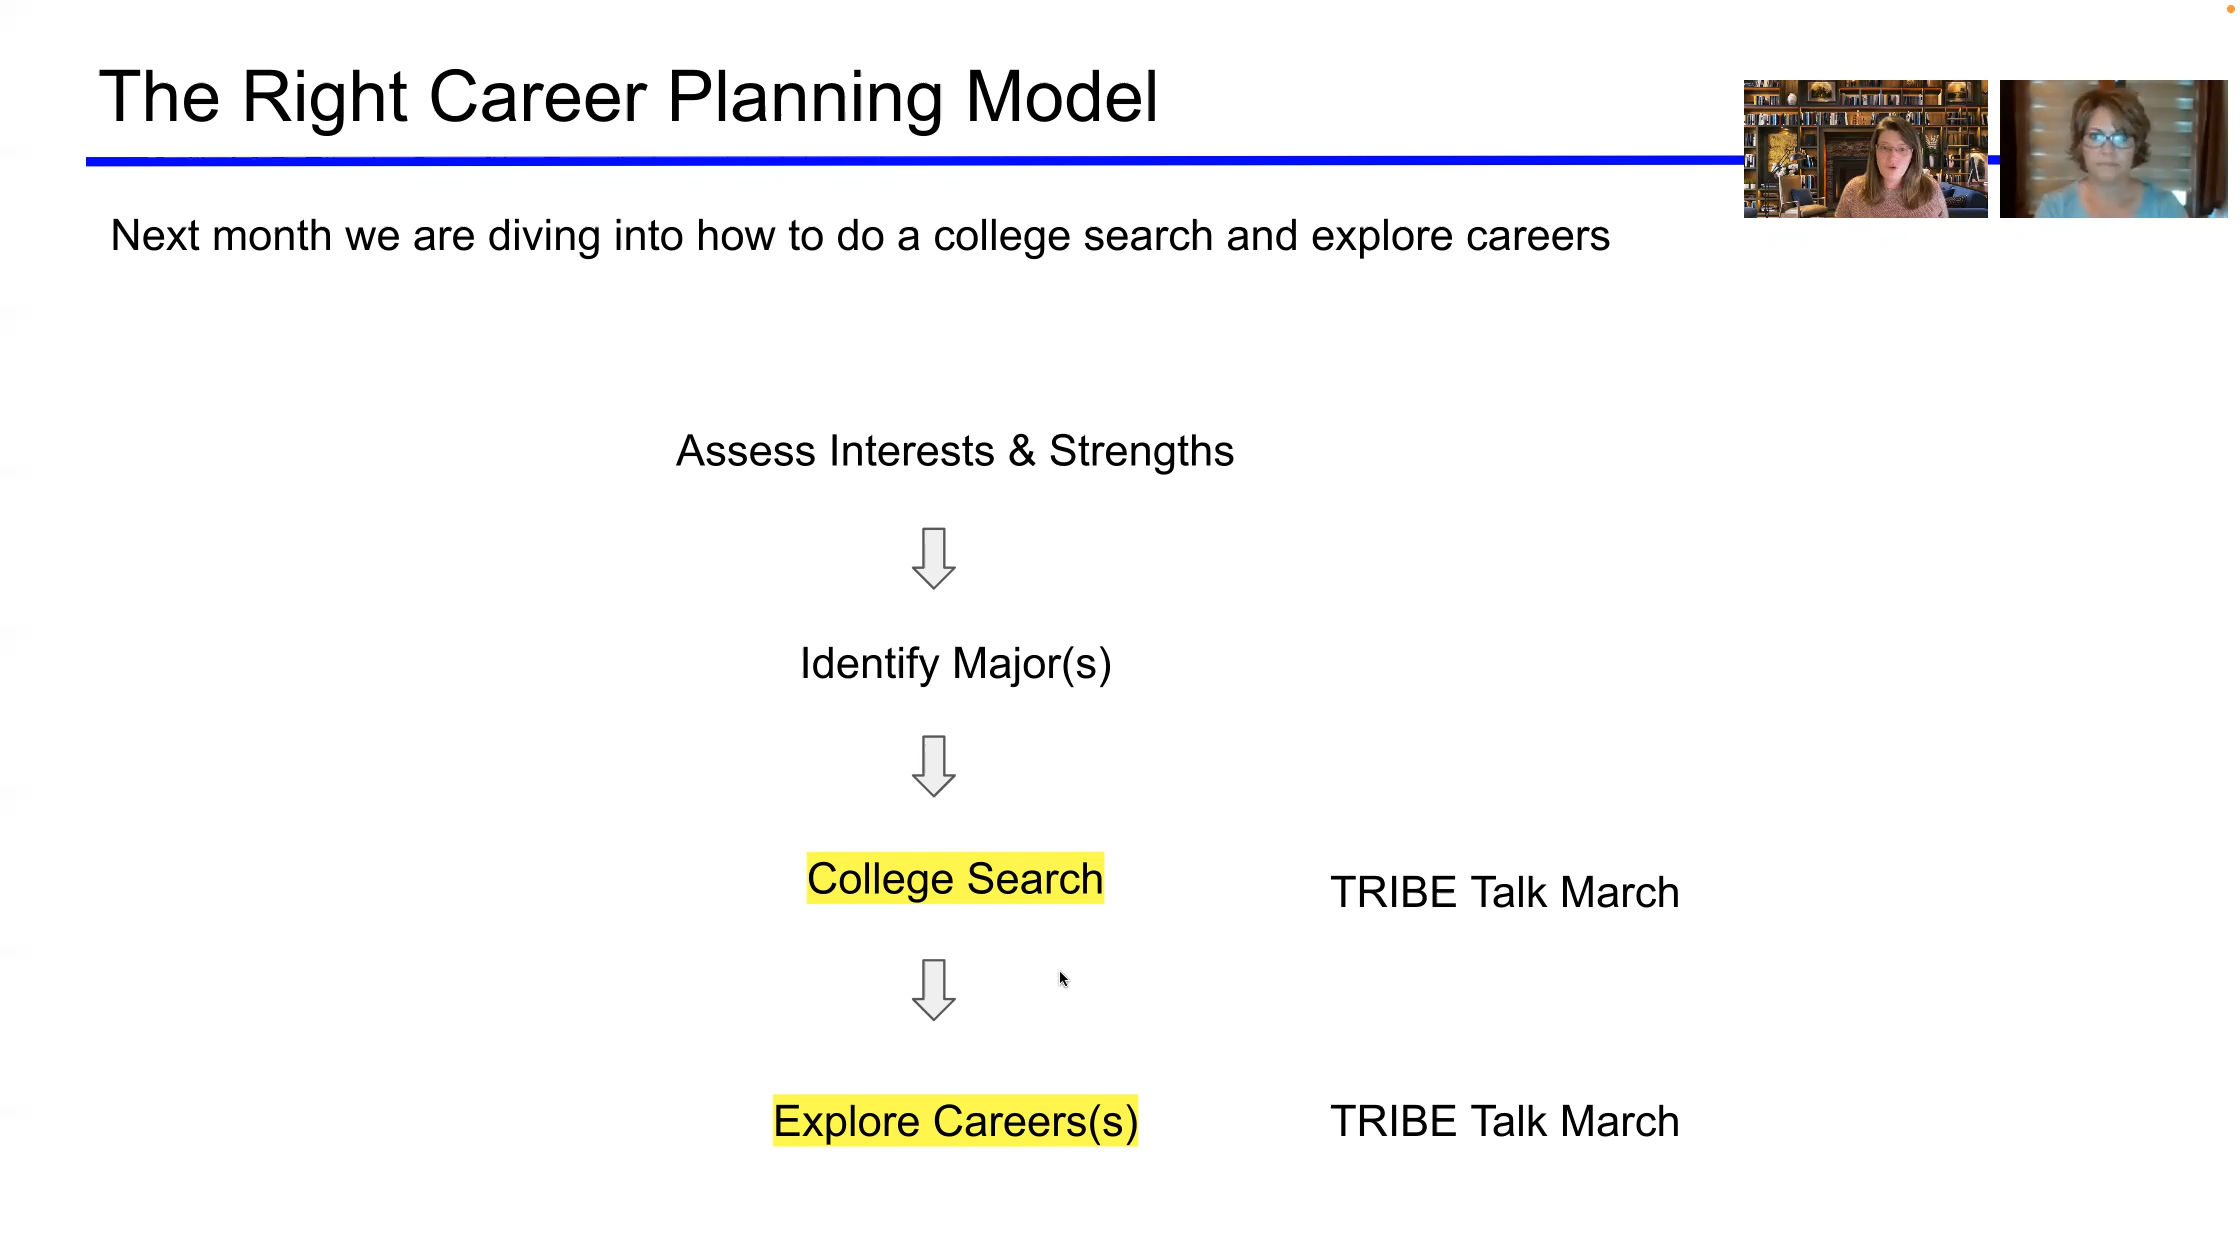 The Right Career Planning Model
Next month we are diving into how to do a college search and explore careers
Assess Interests & Strengths
Identify Major(s)
College Search
TRIBE Talk March
Explore Careers(s)
TRIBE Talk March